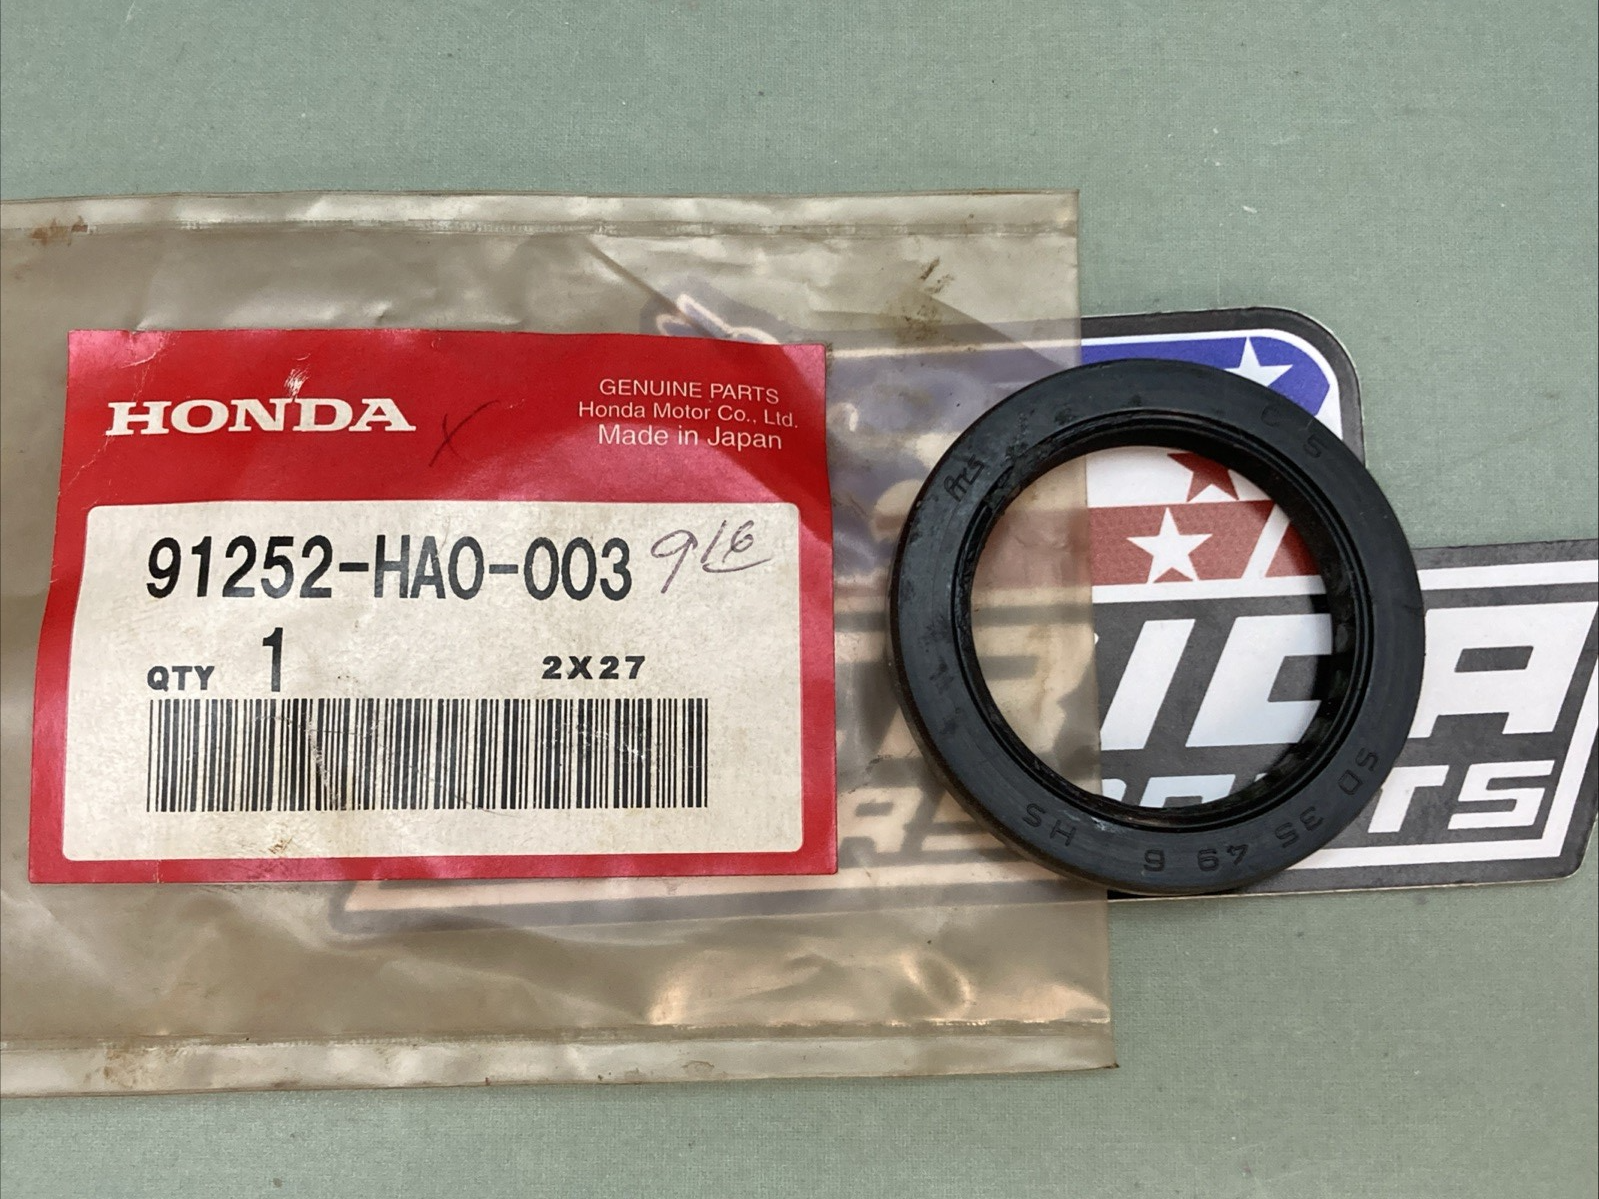 HONDA
GENUINE PARTS
Honda Motor Co., Ltd.
Made in Japan
91252-HA0-003 916
QTY 1
2X27
SD 35 49 6 HS